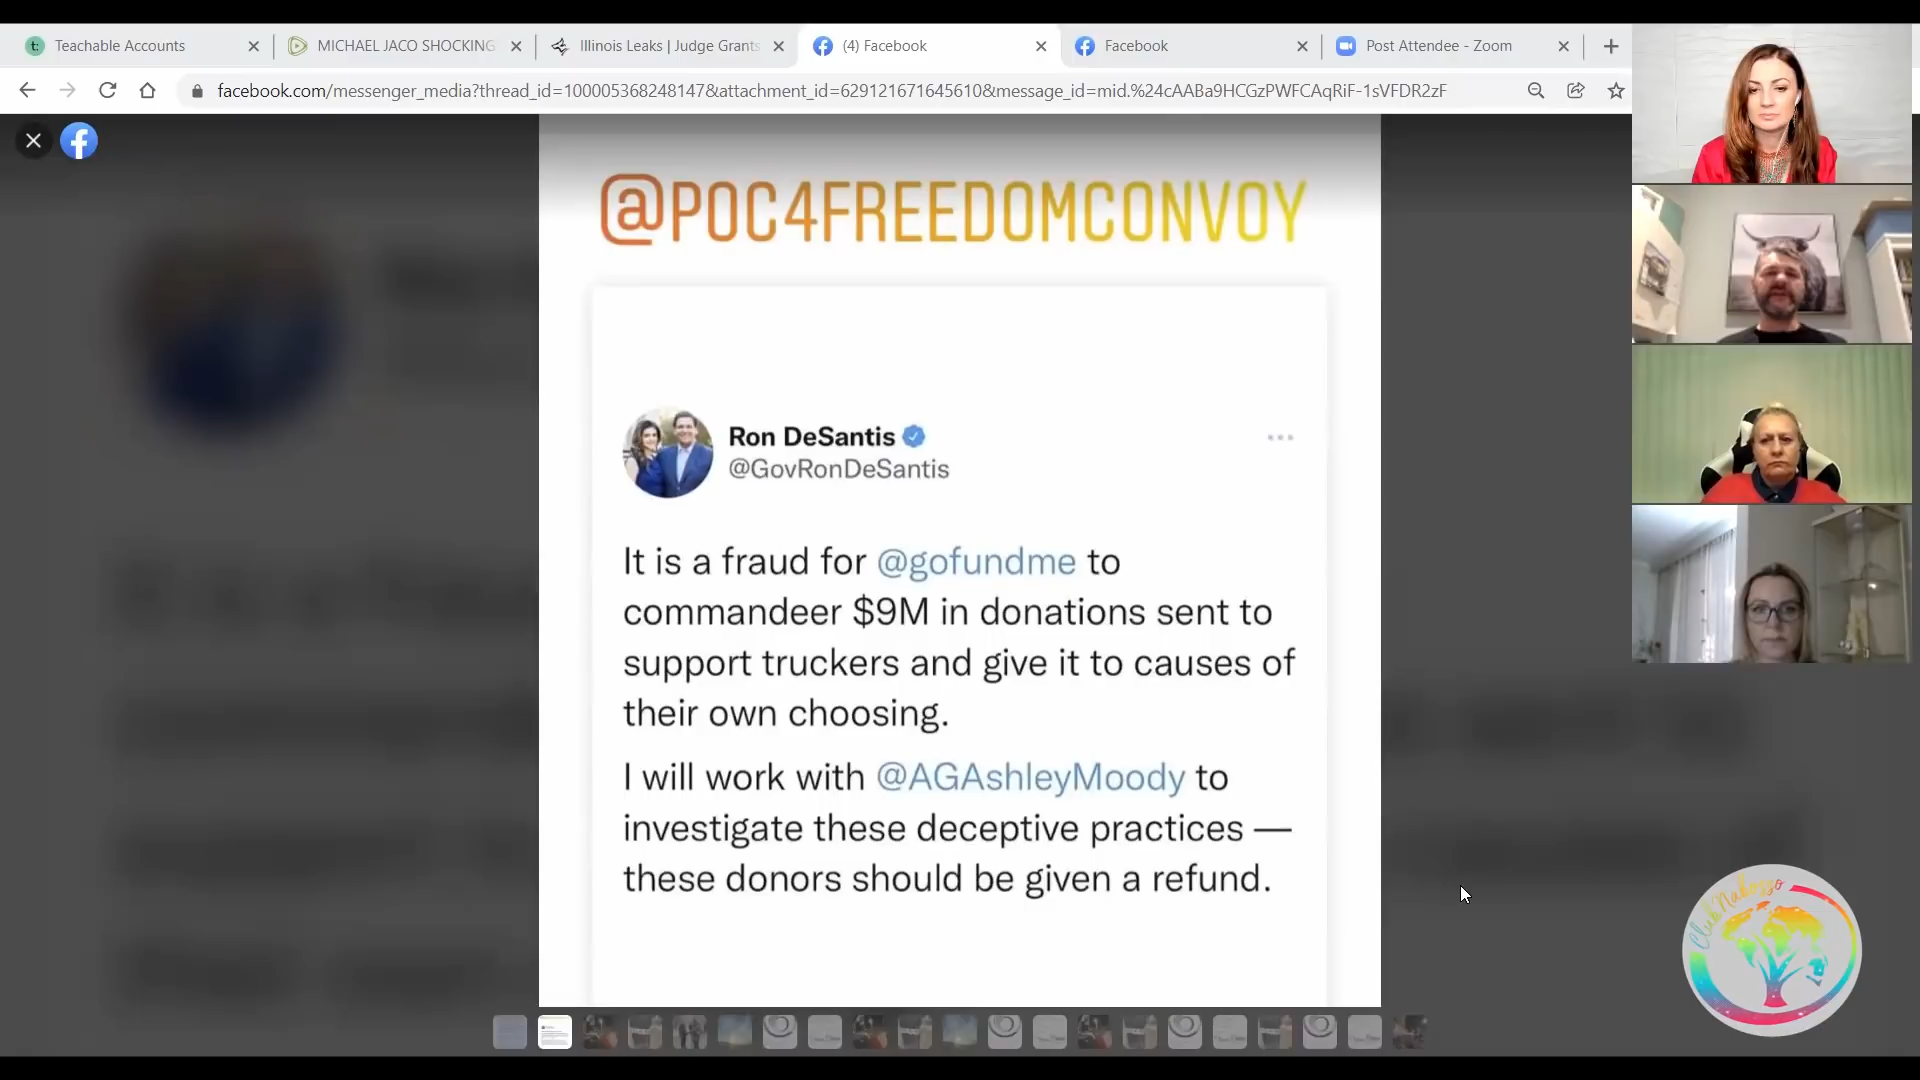 Teachable Accounts
MICHAEL JACO SHOCKING
Illinois Leaks | Judge Grants
(4) Facebook
Facebook
Post Attendee - Zoom
facebook.com/messenger_media?thread_id=100005368248147&attachment_id=629121671645610&message_id=mid.%24cAABa9HCGzPWFCAqRiF-1sVFDR2zF
@POC4FREEDOMCONVOY
Ron DeSantis
@GovRonDeSantis
It is a fraud for @gofundme to
commandeer $9M in donations sent to
support truckers and give it to causes of
their own choosing.
I will work with @AGAshleyMoody to
investigate these deceptive practices —
these donors should be given a refund.
Club Nabosso